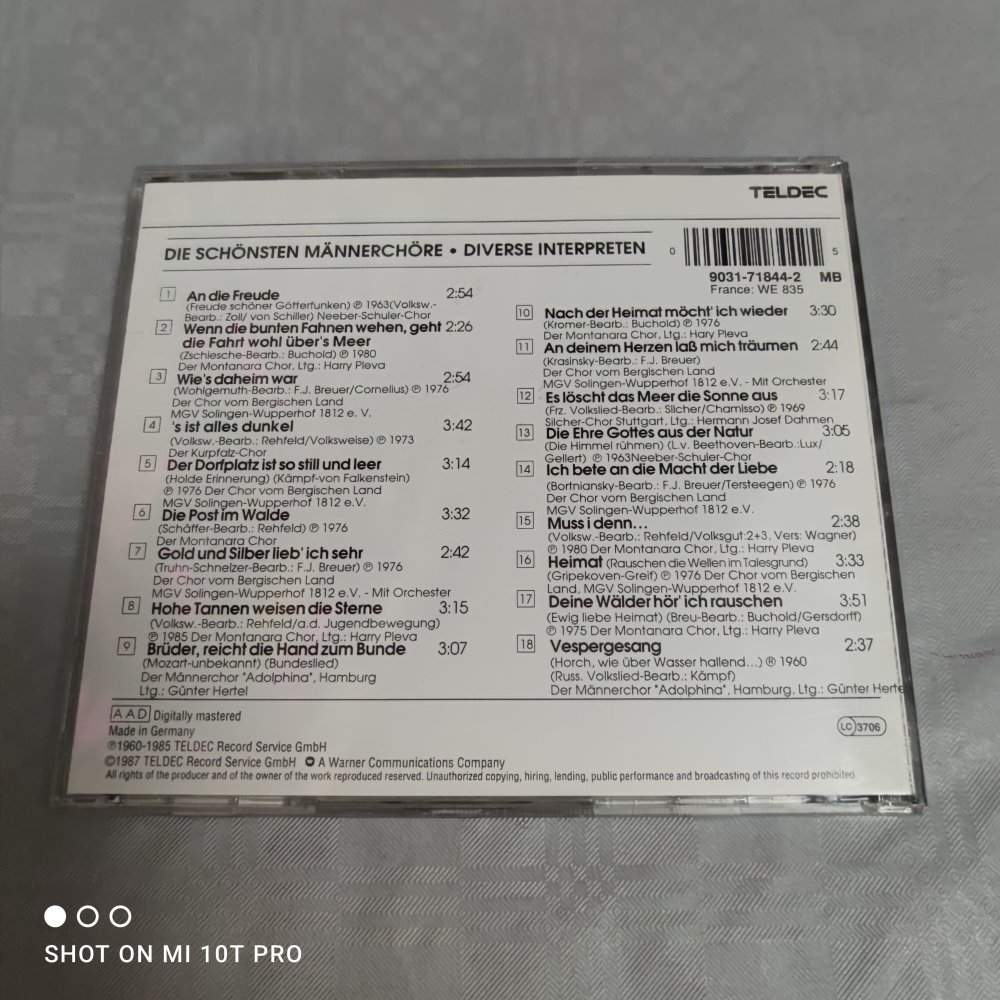 TELDEC
DIE SCHÖNSTEN MÄNNERCHÖRE • DIVERSE INTERPRETEN
0 5
9031-71844-2 MB
France: WE 835
1 An die Freude 2:54
(Freude schöner Götterfunken) ℗ 1963(Volksw.-
Bearb.: Zoll/ von Schiller) Neeber-Schuler-Chor
2 Wenn die bunten Fahnen wehen, geht 2:26
die Fahrt wohl über's Meer
(Zschiesche-Bearb.: Buchold) ℗ 1980
Der Montanara Chor, Ltg.: Harry Pleva
3 Wie's daheim war 2:54
(Wohlgemuth-Bearb.: F.J. Breuer/Cornelius) ℗ 1976
Der Chor vom Bergischen Land
MGV Solingen-Wupperhof 1812 e. V.
4 's ist alles dunkel 3:42
(Volksw.-Bearb.: Rehfeld/Volksweise) ℗ 1973
Der Kurpfalz-Chor
5 Der Dorfplatz ist so still und leer 3:14
(Holde Erinnerung) (Kämpf-von Falkenstein)
℗ 1976 Der Chor vom Bergischen Land
MGV Solingen-Wupperhof 1812 e.V.
6 Die Post im Walde 3:32
(Schäffer-Bearb.: Rehfeld) ℗ 1976
Der Montanara Chor
7 Gold und Silber lieb' ich sehr 2:42
(Truhn-Schnelzer-Bearb.: F.J. Breuer) ℗ 1976
Der Chor vom Bergischen Land
MGV Solingen-Wupperhof 1812 e.V. - Mit Orchester
8 Hohe Tannen weisen die Sterne 3:15
(Volksw.-Bearb.: Rehfeld/a.d. Jugendbewegung)
℗ 1985 Der Montanara Chor, Ltg.: Harry Pleva
9 Brüder, reicht die Hand zum Bunde 3:07
(Mozart-unbekannt) (Bundeslied)
Der Männerchor "Adolphina", Hamburg
Ltg.: Günter Hertel
10 Nach der Heimat möcht' ich wieder 3:30
(Kromer-Bearb.: Buchold) ℗ 1976
Der Montanara Chor, Ltg.: Harry Pleva
11 An deinem Herzen laß mich träumen 2:44
(Krasinsky-Bearb.: F.J. Breuer)
Der Chor vom Bergischen Land
MGV Solingen-Wupperhof 1812 e.V. - Mit Orchester
12 Es löscht das Meer die Sonne aus 3:17
(Frz. Volkslied-Bearb.: Silcher/Chamisso) ℗ 1969
Silcher-Chor Stuttgart, Ltg.: Hermann Josef Dahmen
13 Die Ehre Gottes aus der Natur 3:05
(Die Himmel rühmen) (L.v. Beethoven-Bearb.:Lux/
Gellert) ℗ 1963Neeber-Schuler-Chor
14 Ich bete an die Macht der Liebe 2:18
(Bortniansky-Bearb.: F.J. Breuer/Tersteegen) ℗ 1976
Der Chor vom Bergischen Land
MGV Solingen-Wupperhof 1812 e.V.
15 Muss i denn... 2:38
(Volksw.-Bearb.: Rehfeld/Volksgut:2+3, Vers: Wagner)
℗ 1980 Der Montanara Chor, Ltg.: Harry Pleva
16 Heimat (Rauschen die Wellen im Talesgrund) 3:33
(Gripekoven-Greif) ℗ 1976 Der Chor vom Bergischen
Land, MGV Solingen-Wupperhof 1812 e.V.
17 Deine Wälder hör' ich rauschen 3:51
(Ewig liebe Heimat) (Breu-Bearb.: Buchold/Gersdorff)
℗ 1975 Der Montanara Chor, Ltg.: Harry Pleva
18 Vespergesang 2:37
(Horch, wie über Wasser hallend...) ® 1960
(Russ. Volkslied-Bearb.: Kämpf)
Der Männerchor "Adolphina", Hamburg, Ltg.: Günter Herte
AAD Digitally mastered
Made in Germany
℗1960-1985 TELDEC Record Service GmbH
©1987 TELDEC Record Service GmbH A Warner Communications Company
All rights of the producer and of the owner of the work reproduced reserved. Unauthorized copying, hiring, lending, public performance and broadcasting of this record prohibited
LC 3706
SHOT ON MI 10T PRO